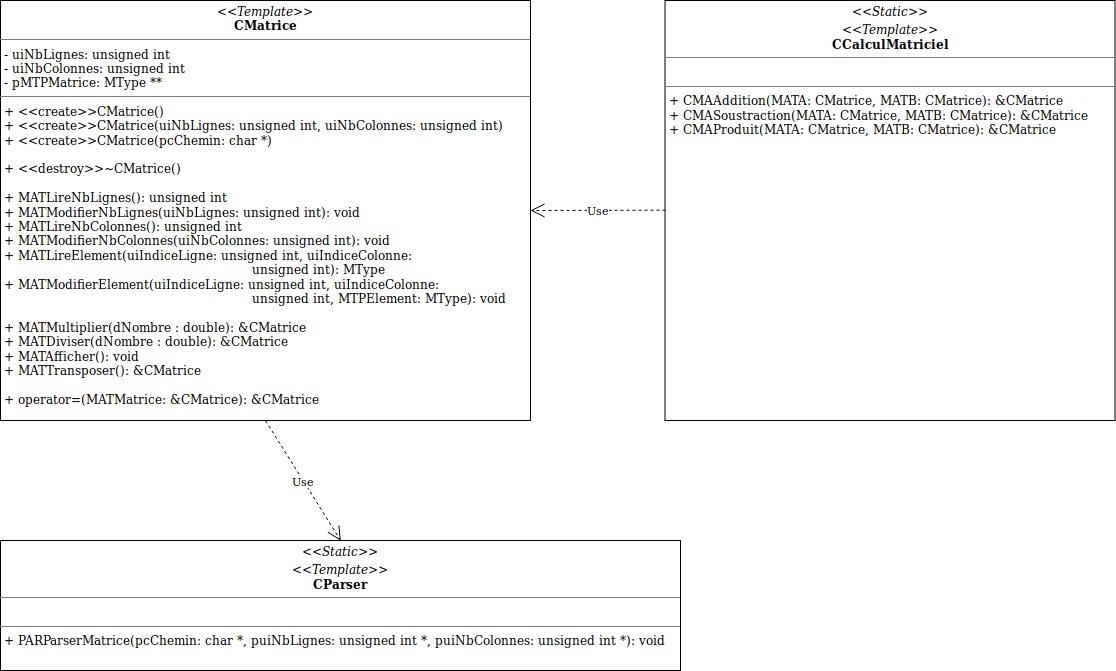 <<Template>>
CMatrice
- uiNbLignes: unsigned int
- uiNbColonnes: unsigned int
- pMTPMatrice: MType **
+ <<create>>CMatrice()
+ <<create>>CMatrice(uiNbLignes: unsigned int, uiNbColonnes: unsigned int)
+ <<create>>CMatrice(pcChemin: char *)
+ <<destroy>>~CMatrice()
+ MATLireNbLignes(): unsigned int
+ MATModifierNbLignes(uiNbLignes: unsigned int): void
+ MATLireNbColonnes(): unsigned int
+ MATModifierNbColonnes(uiNbColonnes: unsigned int): void
+ MATLireElement(uiIndiceLigne: unsigned int, uiIndiceColonne:
unsigned int): MType
+ MATModifierElement(uiIndiceLigne: unsigned int, uiIndiceColonne:
unsigned int, MTPElement: MType): void
+ MATMultiplier(dNombre : double): &CMatrice
+ MATDiviser(dNombre : double): &CMatrice
+ MATAfficher(): void
+ MATTransposer(): &CMatrice
+ operator=(MATMatrice: &CMatrice): &CMatrice
<<Static>>
<<Template>>
CCalculMatriciel
+ CMAAddition(MATA: CMatrice, MATB: CMatrice): &CMatrice
+ CMASoustraction(MATA: CMatrice, MATB: CMatrice): &CMatrice
+ CMAProduit(MATA: CMatrice, MATB: CMatrice): &CMatrice
Use
Use
<<Static>>
<<Template>>
CParser
+ PARParserMatrice(pcChemin: char *, puiNbLignes: unsigned int *, puiNbColonnes: unsigned int *): void